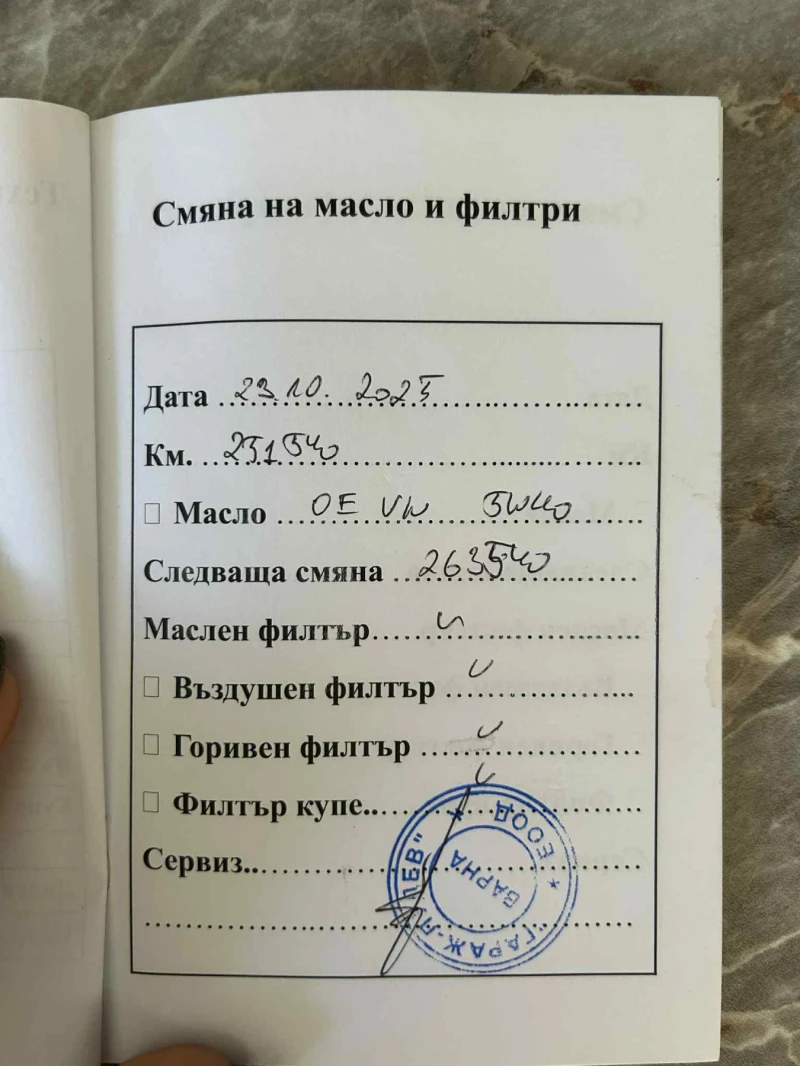 Смяна на масло и филтри
Дата 23.10. 2025
Км. 251540
Масло OE VW 5W40
Следваща смяна 263540
Маслен филтър
Въздушен филтър
Горивен филтър
Филтър купе
Сервиз
ЕООД
ВАРНА